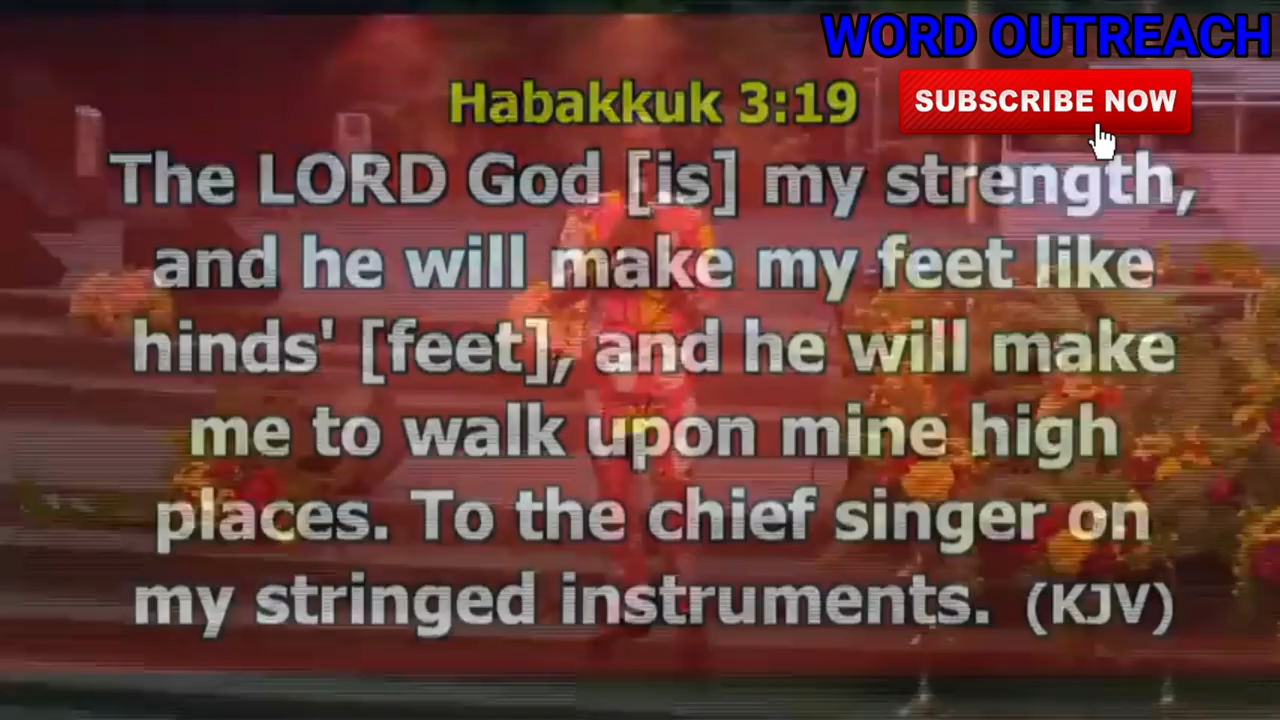 WORD OUTREACH
SUBSCRIBE NOW
Habakkuk 3:19
The LORD God [is] my strength,
and he will make my feet like
hinds' [feet], and he will make
me to walk upon mine high
places. To the chief singer on
my stringed instruments. (KJV)